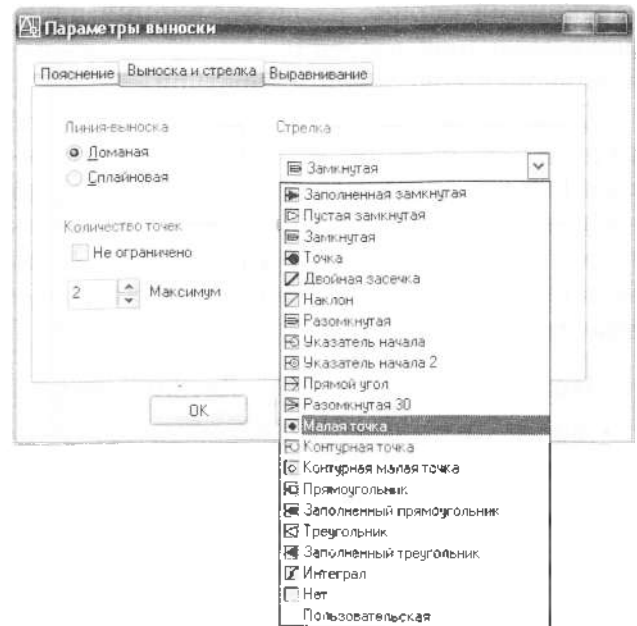 Параметры выноски
Пояснение
Выноска и стрелка
Выравнивание
Линия-выноска
Ломаная
Сплайновая
Количество точек
Не ограничено
2 Максимум
OK
Стрелка
Замкнутая
Заполненная замкнутая
Пустая замкнутая
Замкнутая
Точка
Двойная засечка
Наклон
Разомкнутая
Указатель начала
Указатель начала 2
Прямой угол
Разомкнутая 30
Малая точка
Контурная точка
Контурная малая точка
Прямоугольник
Заполненный прямоугольник
Треугольник
Заполненный треугольник
Интеграл
Нет
Пользовательская